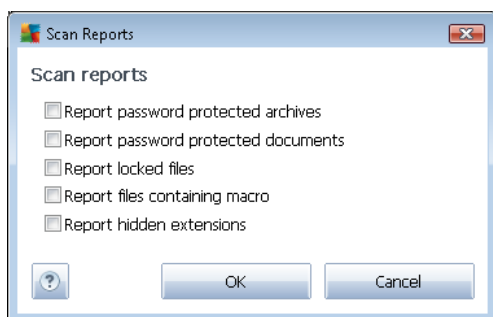 Scan Reports
Scan reports
Report password protected archives
Report password protected documents
Report locked files
Report files containing macro
Report hidden extensions
?
OK
Cancel